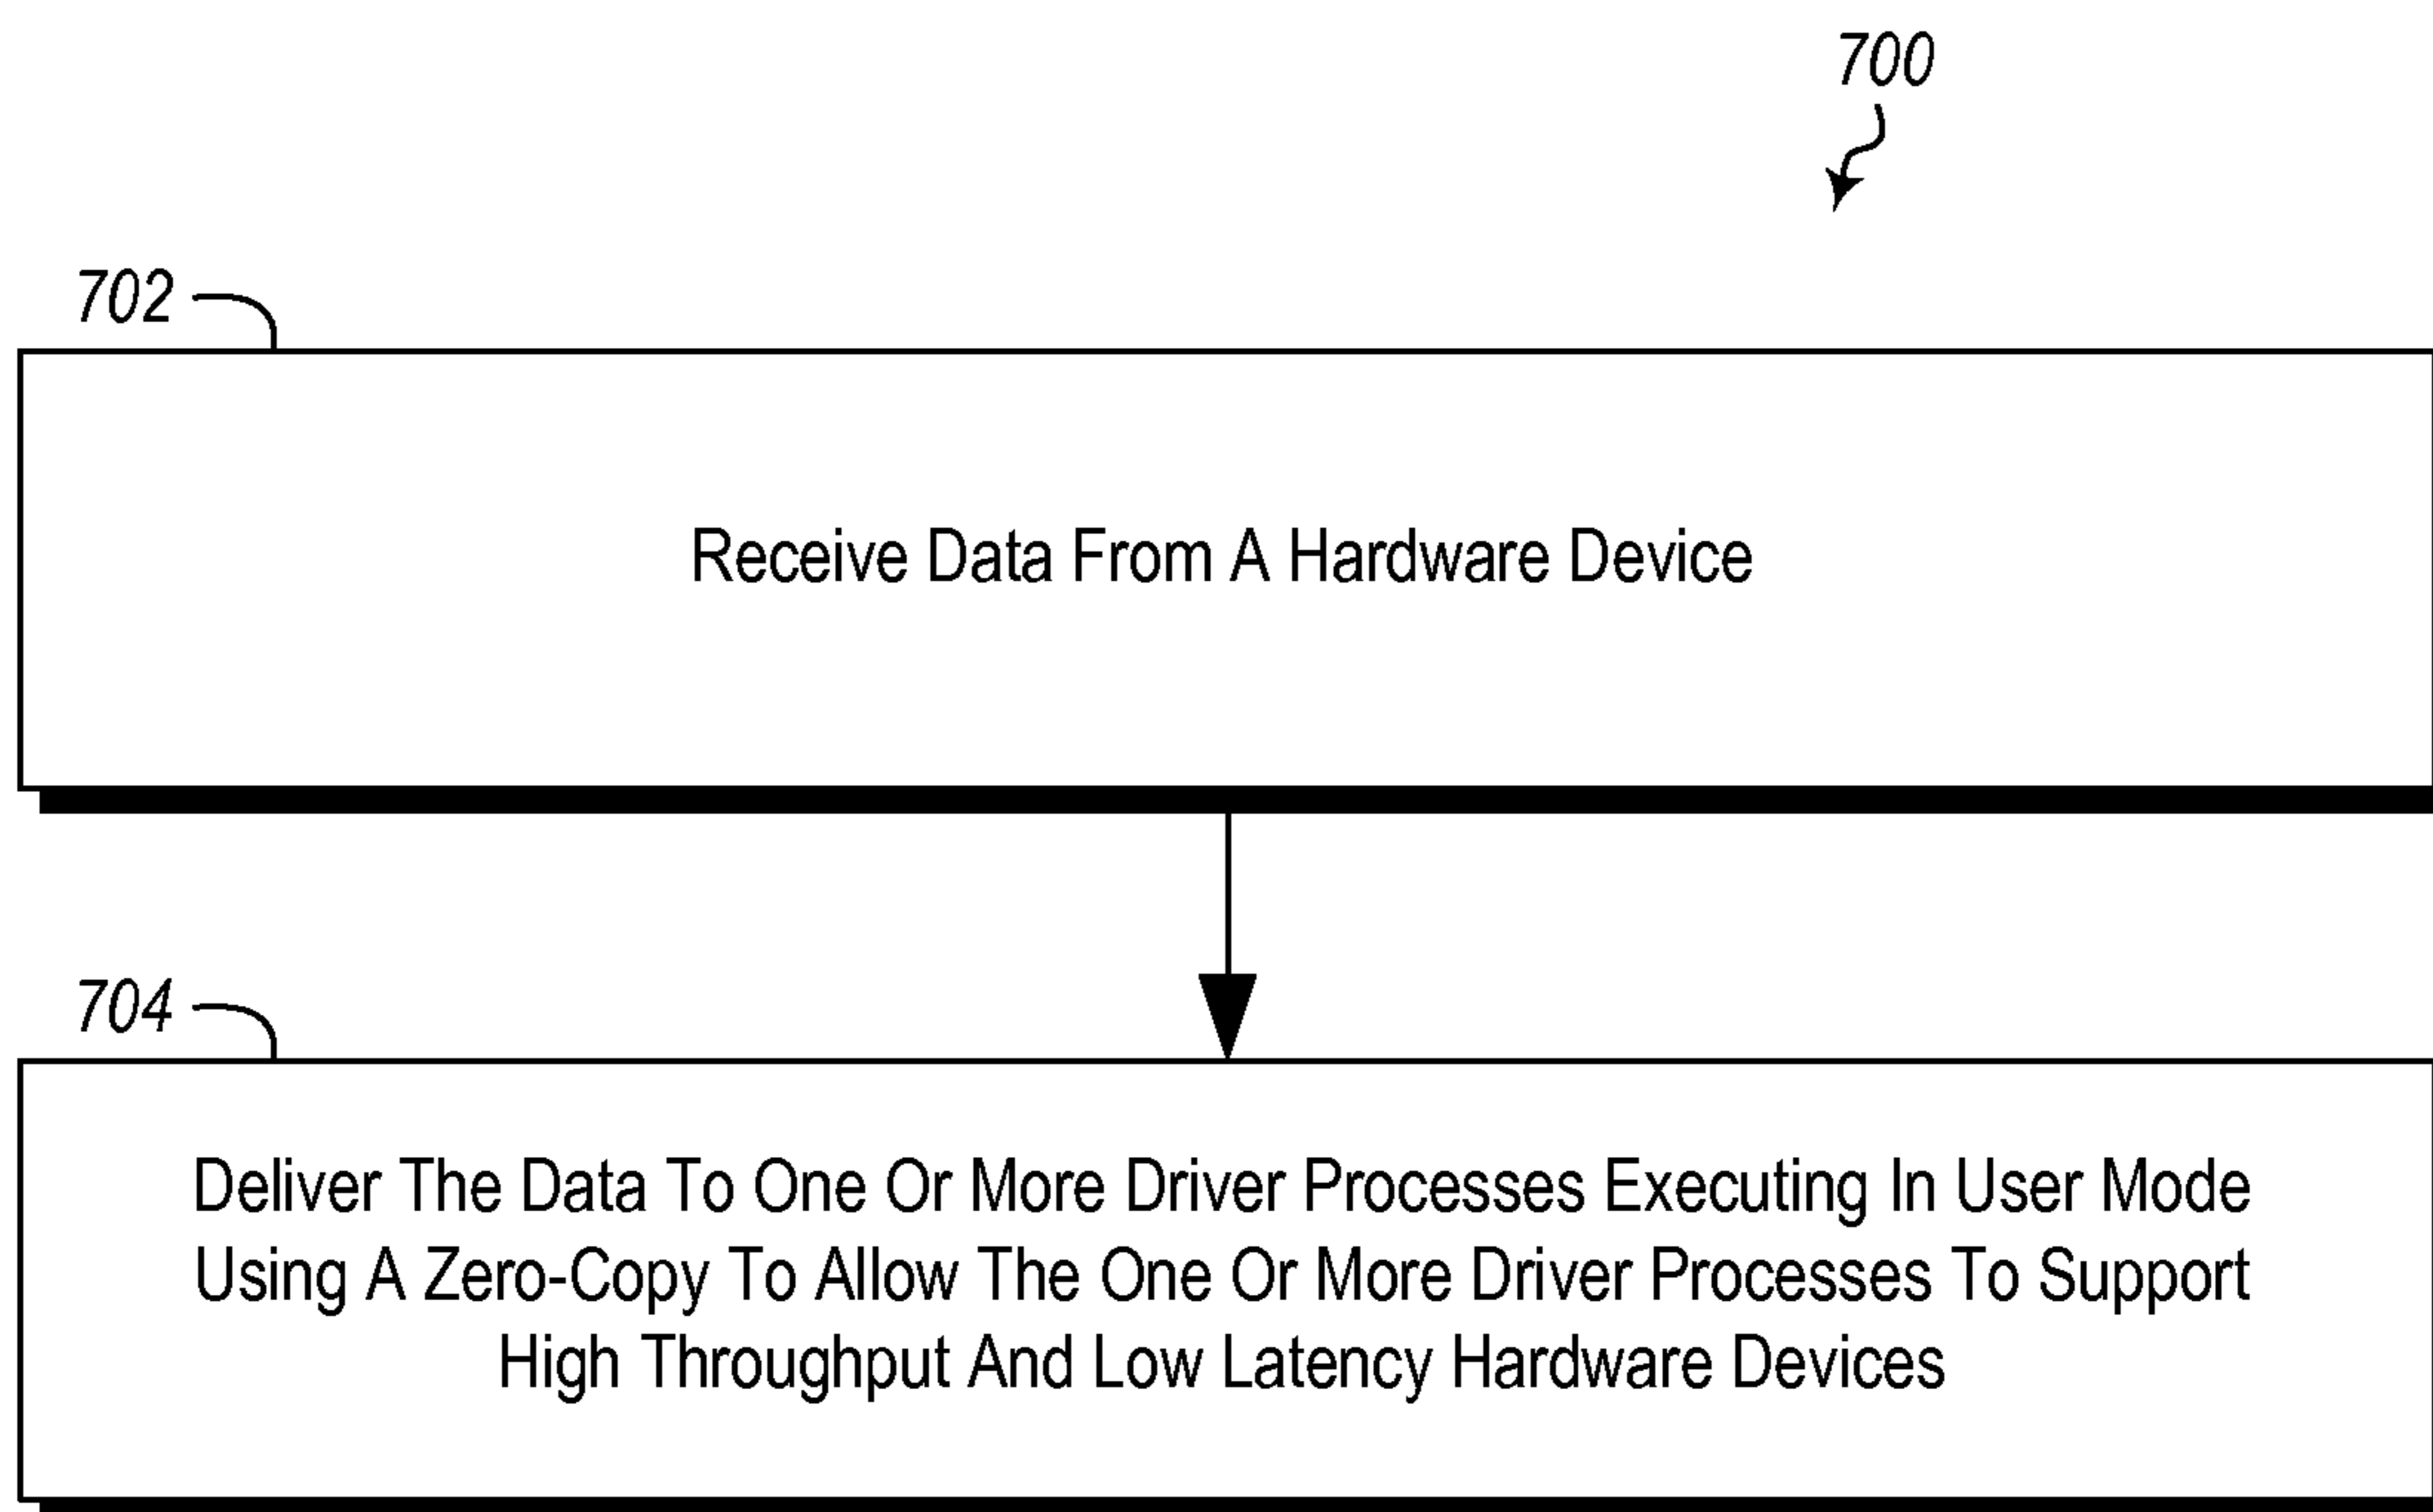 700
702
Receive Data From A Hardware Device
704
Deliver The Data To One Or More Driver Processes Executing In User Mode
Using A Zero-Copy To Allow The One Or More Driver Processes To Support
High Throughput And Low Latency Hardware Devices